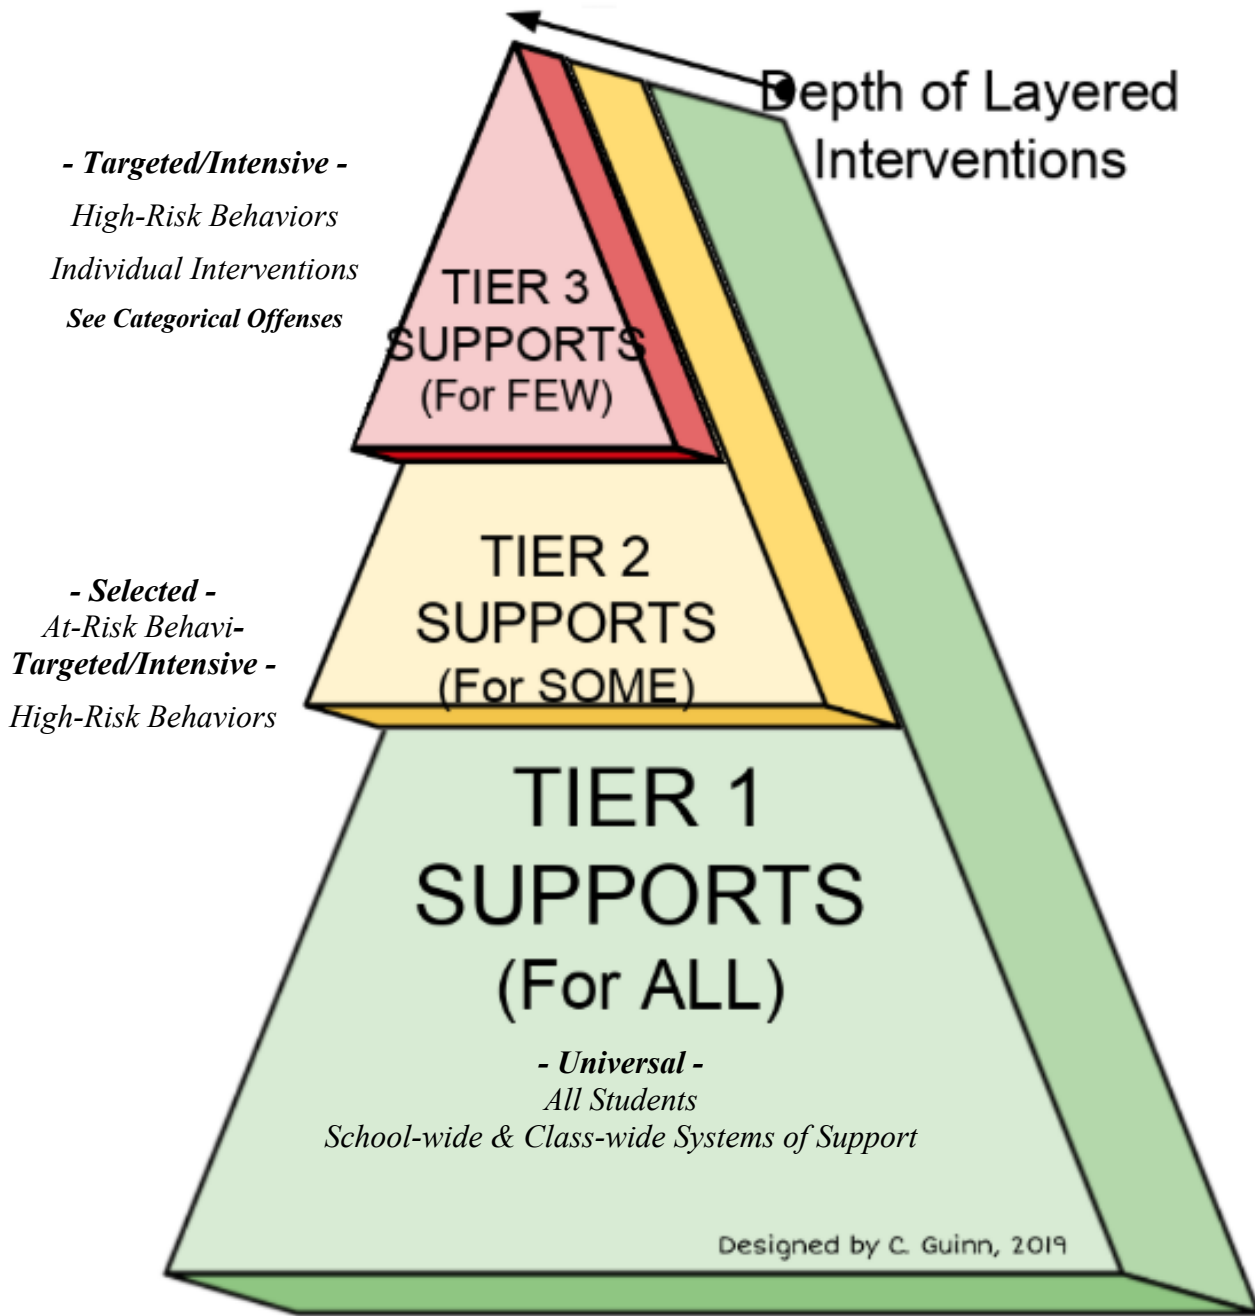 Depth of Layered
Interventions
- Targeted/Intensive -
High-Risk Behaviors
Individual Interventions
See Categorical Offenses
TIER 3
SUPPORTS
(For FEW)
- Selected -
At-Risk Behavi-
Targeted/Intensive -
High-Risk Behaviors
TIER 2
SUPPORTS
(For SOME)
TIER 1
SUPPORTS
(For ALL)
- Universal -
All Students
School-wide & Class-wide Systems of Support
Designed by C. Guinn, 2019